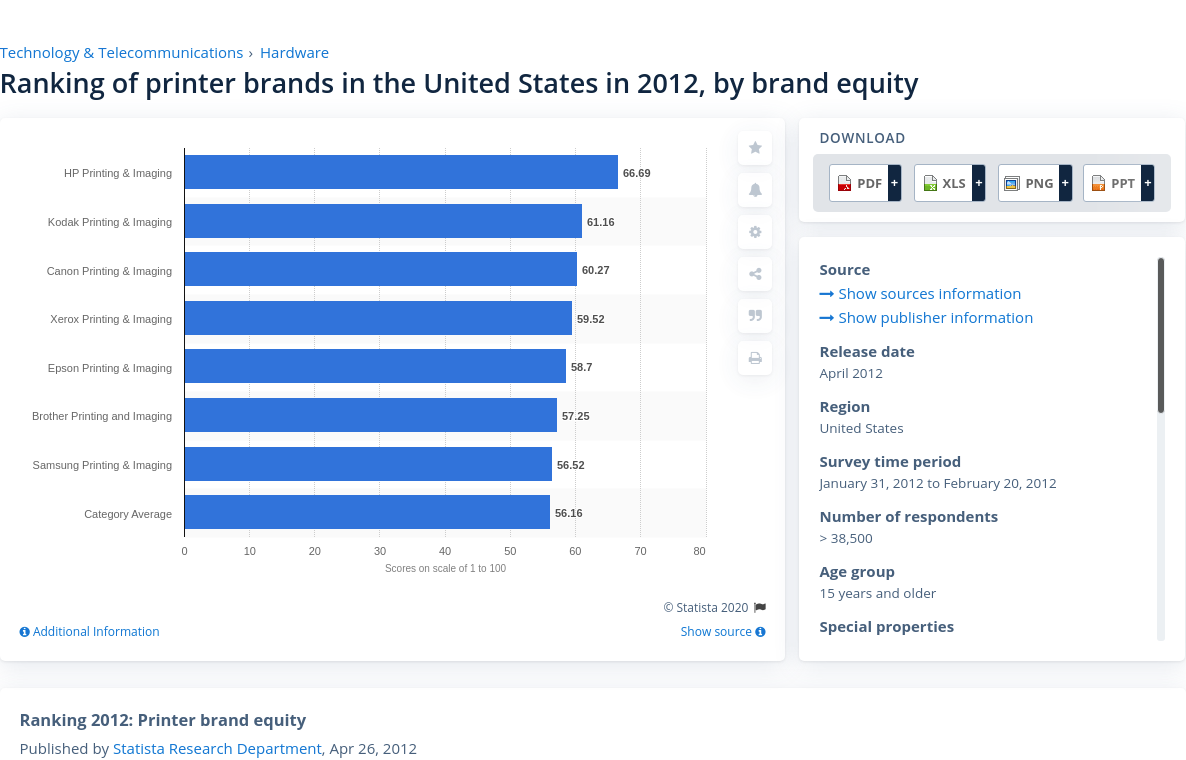 Technology & Telecommunications › Hardware
Ranking of printer brands in the United States in 2012, by brand equity
HP Printing & Imaging 66.69
Kodak Printing & Imaging 61.16
Canon Printing & Imaging 60.27
Xerox Printing & Imaging 59.52
Epson Printing & Imaging 58.7
Brother Printing and Imaging 57.25
Samsung Printing & Imaging 56.52
Category Average 56.16
0 10 20 30 40 50 60 70 80
Scores on scale of 1 to 100
© Statista 2020
Additional Information
Show source
DOWNLOAD
PDF + XLS + PNG + PPT +
Source
Show sources information
Show publisher information
Release date
April 2012
Region
United States
Survey time period
January 31, 2012 to February 20, 2012
Number of respondents
> 38,500
Age group
15 years and older
Special properties
Ranking 2012: Printer brand equity
Published by Statista Research Department, Apr 26, 2012